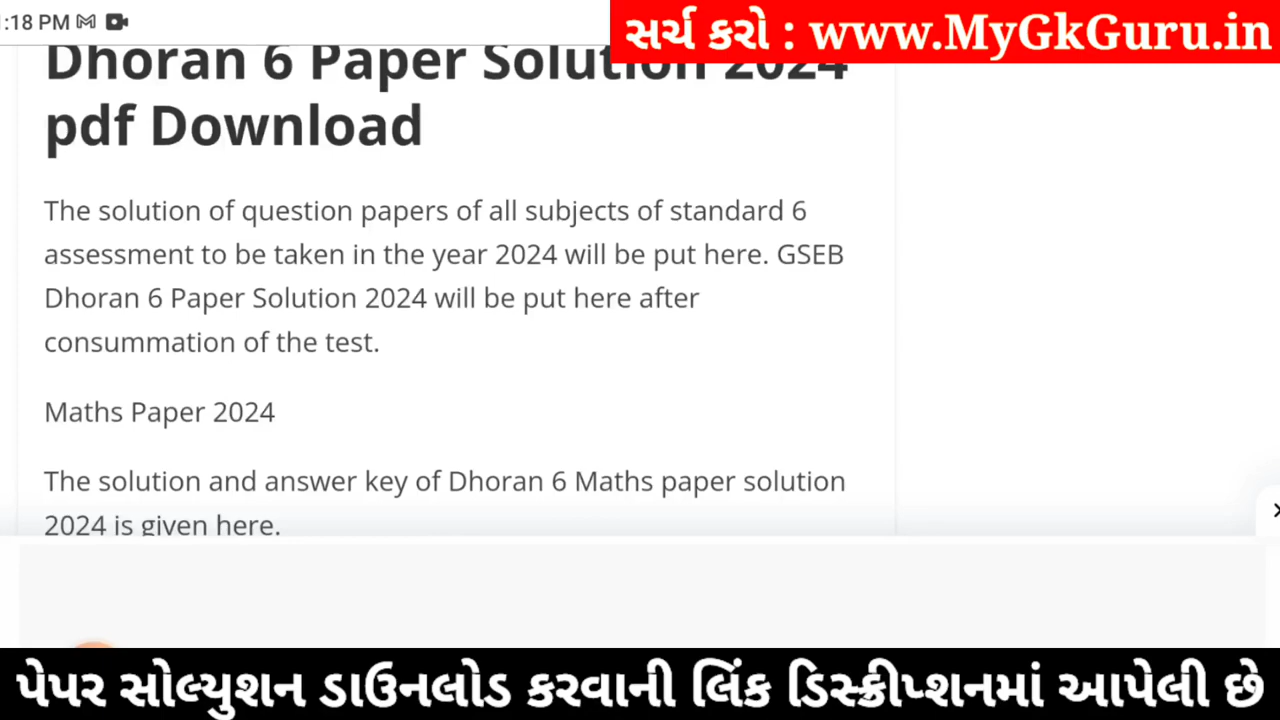 :18 PM
સર્ચ કરો : www.MyGkGuru.in
Dhoran 6 Paper Solution 2024
pdf Download
The solution of question papers of all subjects of standard 6
assessment to be taken in the year 2024 will be put here. GSEB
Dhoran 6 Paper Solution 2024 will be put here after
consummation of the test.
Maths Paper 2024
The solution and answer key of Dhoran 6 Maths paper solution
2024 is given here.
પેપર સોલ્યુશન ડાઉનલોડ કરવાની લિંક ડિસ્ક્રીપ્શનમાં આપેલી છે